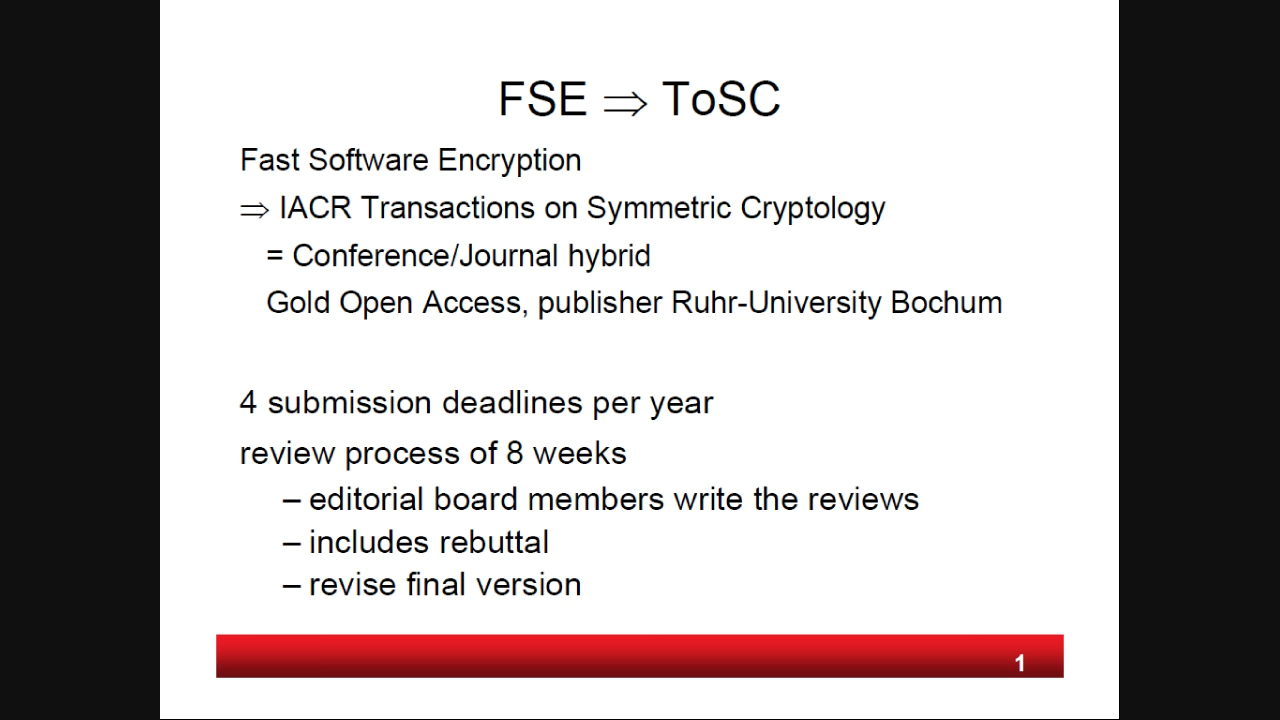 FSE ⇒ ToSC
Fast Software Encryption
⇒ IACR Transactions on Symmetric Cryptology
= Conference/Journal hybrid
Gold Open Access, publisher Ruhr-University Bochum
4 submission deadlines per year
review process of 8 weeks
– editorial board members write the reviews
– includes rebuttal
– revise final version
1